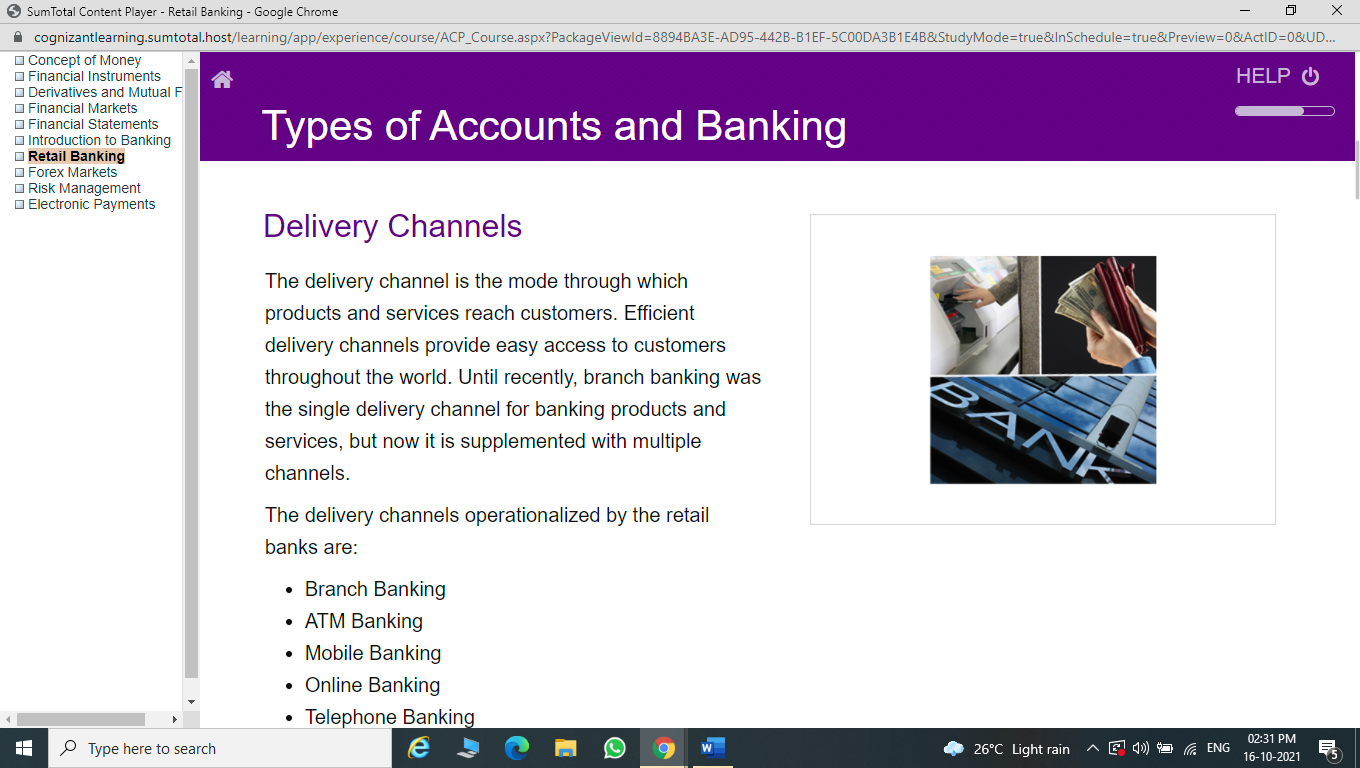 SumTotal Content Player - Retail Banking - Google Chrome
cognizantlearning.sumtotal.host/learning/app/experience/course/ACP_Course.aspx?PackageViewId=8894BA3E-AD95-442B-B1EF-5C00DA3B1E4B&StudyMode=true&InSchedule=true&Preview=0&ActID=0&UD...
Concept of Money
Financial Instruments
Derivatives and Mutual F
Financial Markets
Financial Statements
Introduction to Banking
Retail Banking
Forex Markets
Risk Management
Electronic Payments
HELP
Types of Accounts and Banking
Delivery Channels
The delivery channel is the mode through which
products and services reach customers. Efficient
delivery channels provide easy access to customers
throughout the world. Until recently, branch banking was
the single delivery channel for banking products and
services, but now it is supplemented with multiple
channels.
The delivery channels operationalized by the retail
banks are:
• Branch Banking
• ATM Banking
• Mobile Banking
• Online Banking
• Telephone Banking
BANK
Type here to search
26°C Light rain
ENG
02:31 PM
16-10-2021
5